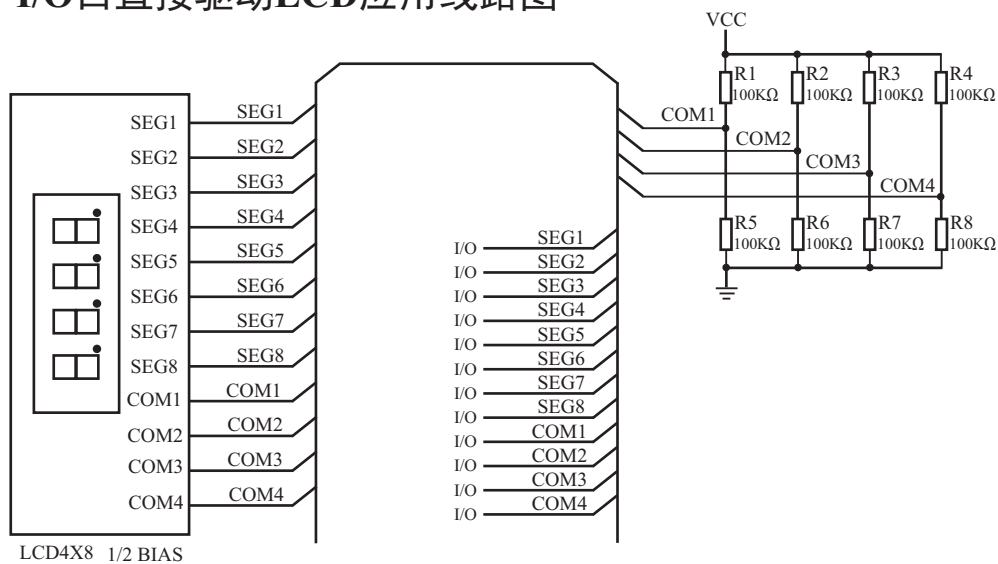 I/O口直接驱动LCD应用线路图
VCC
R1
100KΩ
R2
100KΩ
R3
100KΩ
R4
100KΩ
COM1
COM2
COM3
COM4
R5
100KΩ
R6
100KΩ
R7
100KΩ
R8
100KΩ
SEG1
SEG2
SEG3
SEG4
SEG5
SEG6
SEG7
SEG8
COM1
COM2
COM3
COM4
SEG1
SEG2
SEG3
SEG4
SEG5
SEG6
SEG7
SEG8
COM1
COM2
COM3
COM4
I/O SEG1
I/O SEG2
I/O SEG3
I/O SEG4
I/O SEG5
I/O SEG6
I/O SEG7
I/O SEG8
I/O COM1
I/O COM2
I/O COM3
I/O COM4
LCD4X8 1/2 BIAS